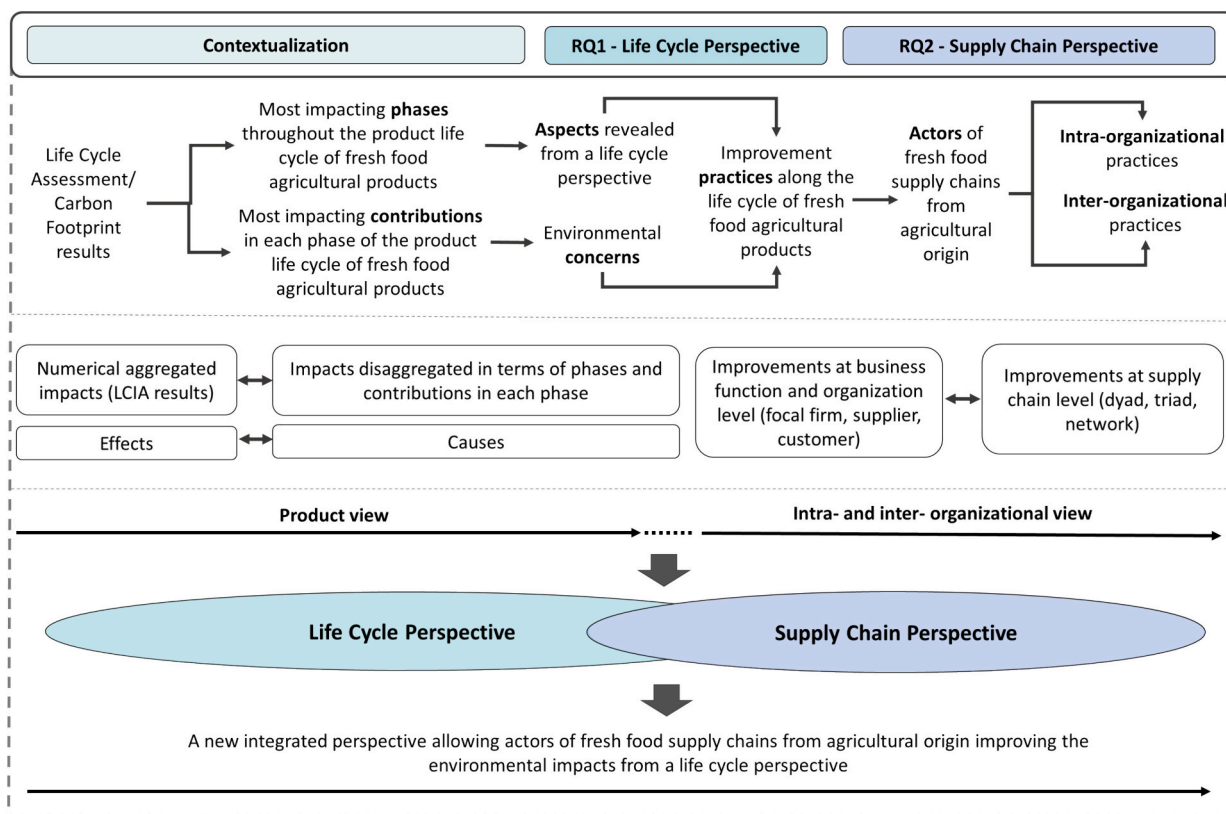 Contextualization
RQ1 - Life Cycle Perspective
RQ2 - Supply Chain Perspective
Life Cycle
Assessment/
Carbon
Footprint
results
Most impacting phases
throughout the product life
cycle of fresh food
agricultural products
Most impacting contributions
in each phase of the product
life cycle of fresh food
agricultural products
Aspects revealed
from a life cycle
perspective
Environmental
concerns
Improvement
practices along the
life cycle of fresh
food agricultural
products
Actors of
fresh food
supply chains
from
agricultural
origin
Intra-organizational
practices
Inter-organizational
practices
Numerical aggregated
impacts (LCIA results)
Impacts disaggregated in terms of phases and
contributions in each phase
Improvements at business
function and organization
level (focal firm, supplier,
customer)
Improvements at supply
chain level (dyad, triad,
network)
Effects
Causes
Product view
Intra- and inter- organizational view
Life Cycle Perspective
Supply Chain Perspective
A new integrated perspective allowing actors of fresh food supply chains from agricultural origin improving the
environmental impacts from a life cycle perspective